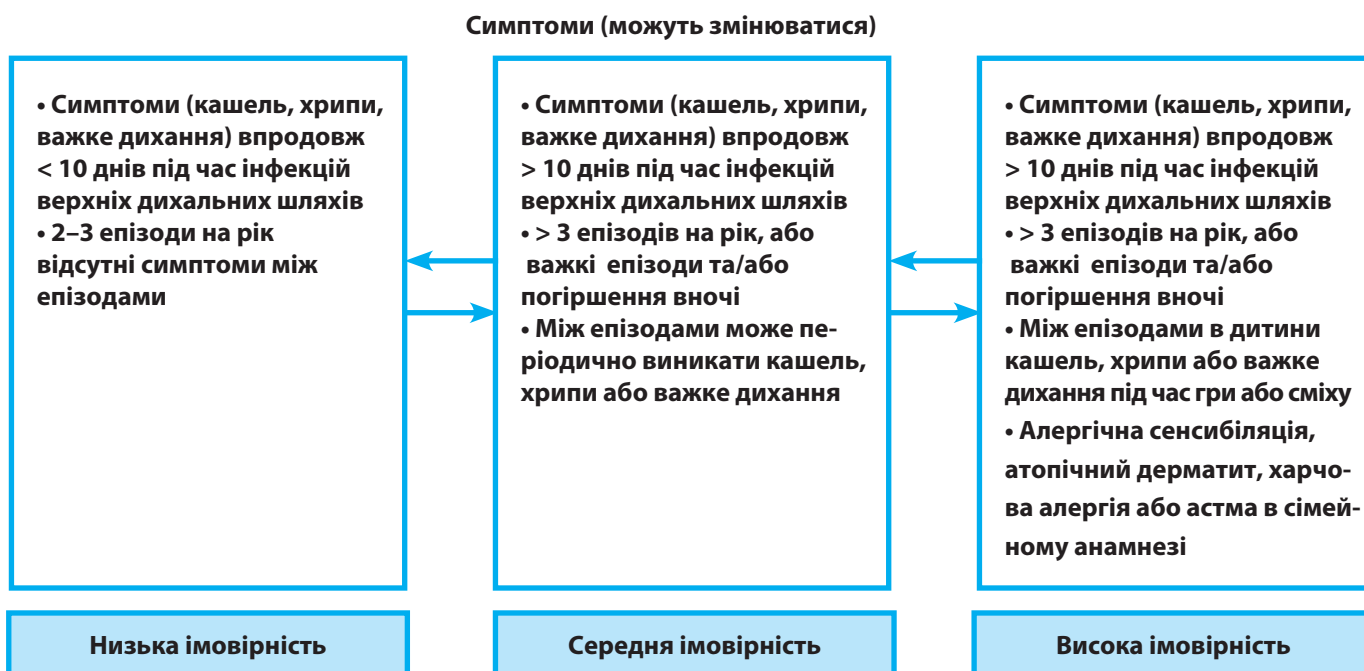 Симптоми (можуть змінюватися)
• Симптоми (кашель, хрипи,
важке дихання) впродовж
< 10 днів під час інфекцій
верхніх дихальних шляхів
• 2–3 епізоди на рік
відсутні симптоми між
епізодами
• Симптоми (кашель, хрипи,
важке дихання) впродовж
> 10 днів під час інфекцій
верхніх дихальних шляхів
• > 3 епізодів на рік, або
важкі епізоди та/або
погіршення вночі
• Між епізодами може пе-
ріодично виникати кашель,
хрипи або важке дихання
• Симптоми (кашель, хрипи,
важке дихання) впродовж
> 10 днів під час інфекцій
верхніх дихальних шляхів
• > 3 епізодів на рік, або
важкі епізоди та/або
погіршення вночі
• Між епізодами в дитини
кашель, хрипи або важке
дихання під час гри або сміху
• Алергічна сенсибіляція,
атопічний дерматит, харчо-
ва алергія або астма в сімей-
ному анамнезі
Низька імовірність
Середня імовірність
Висока імовірність